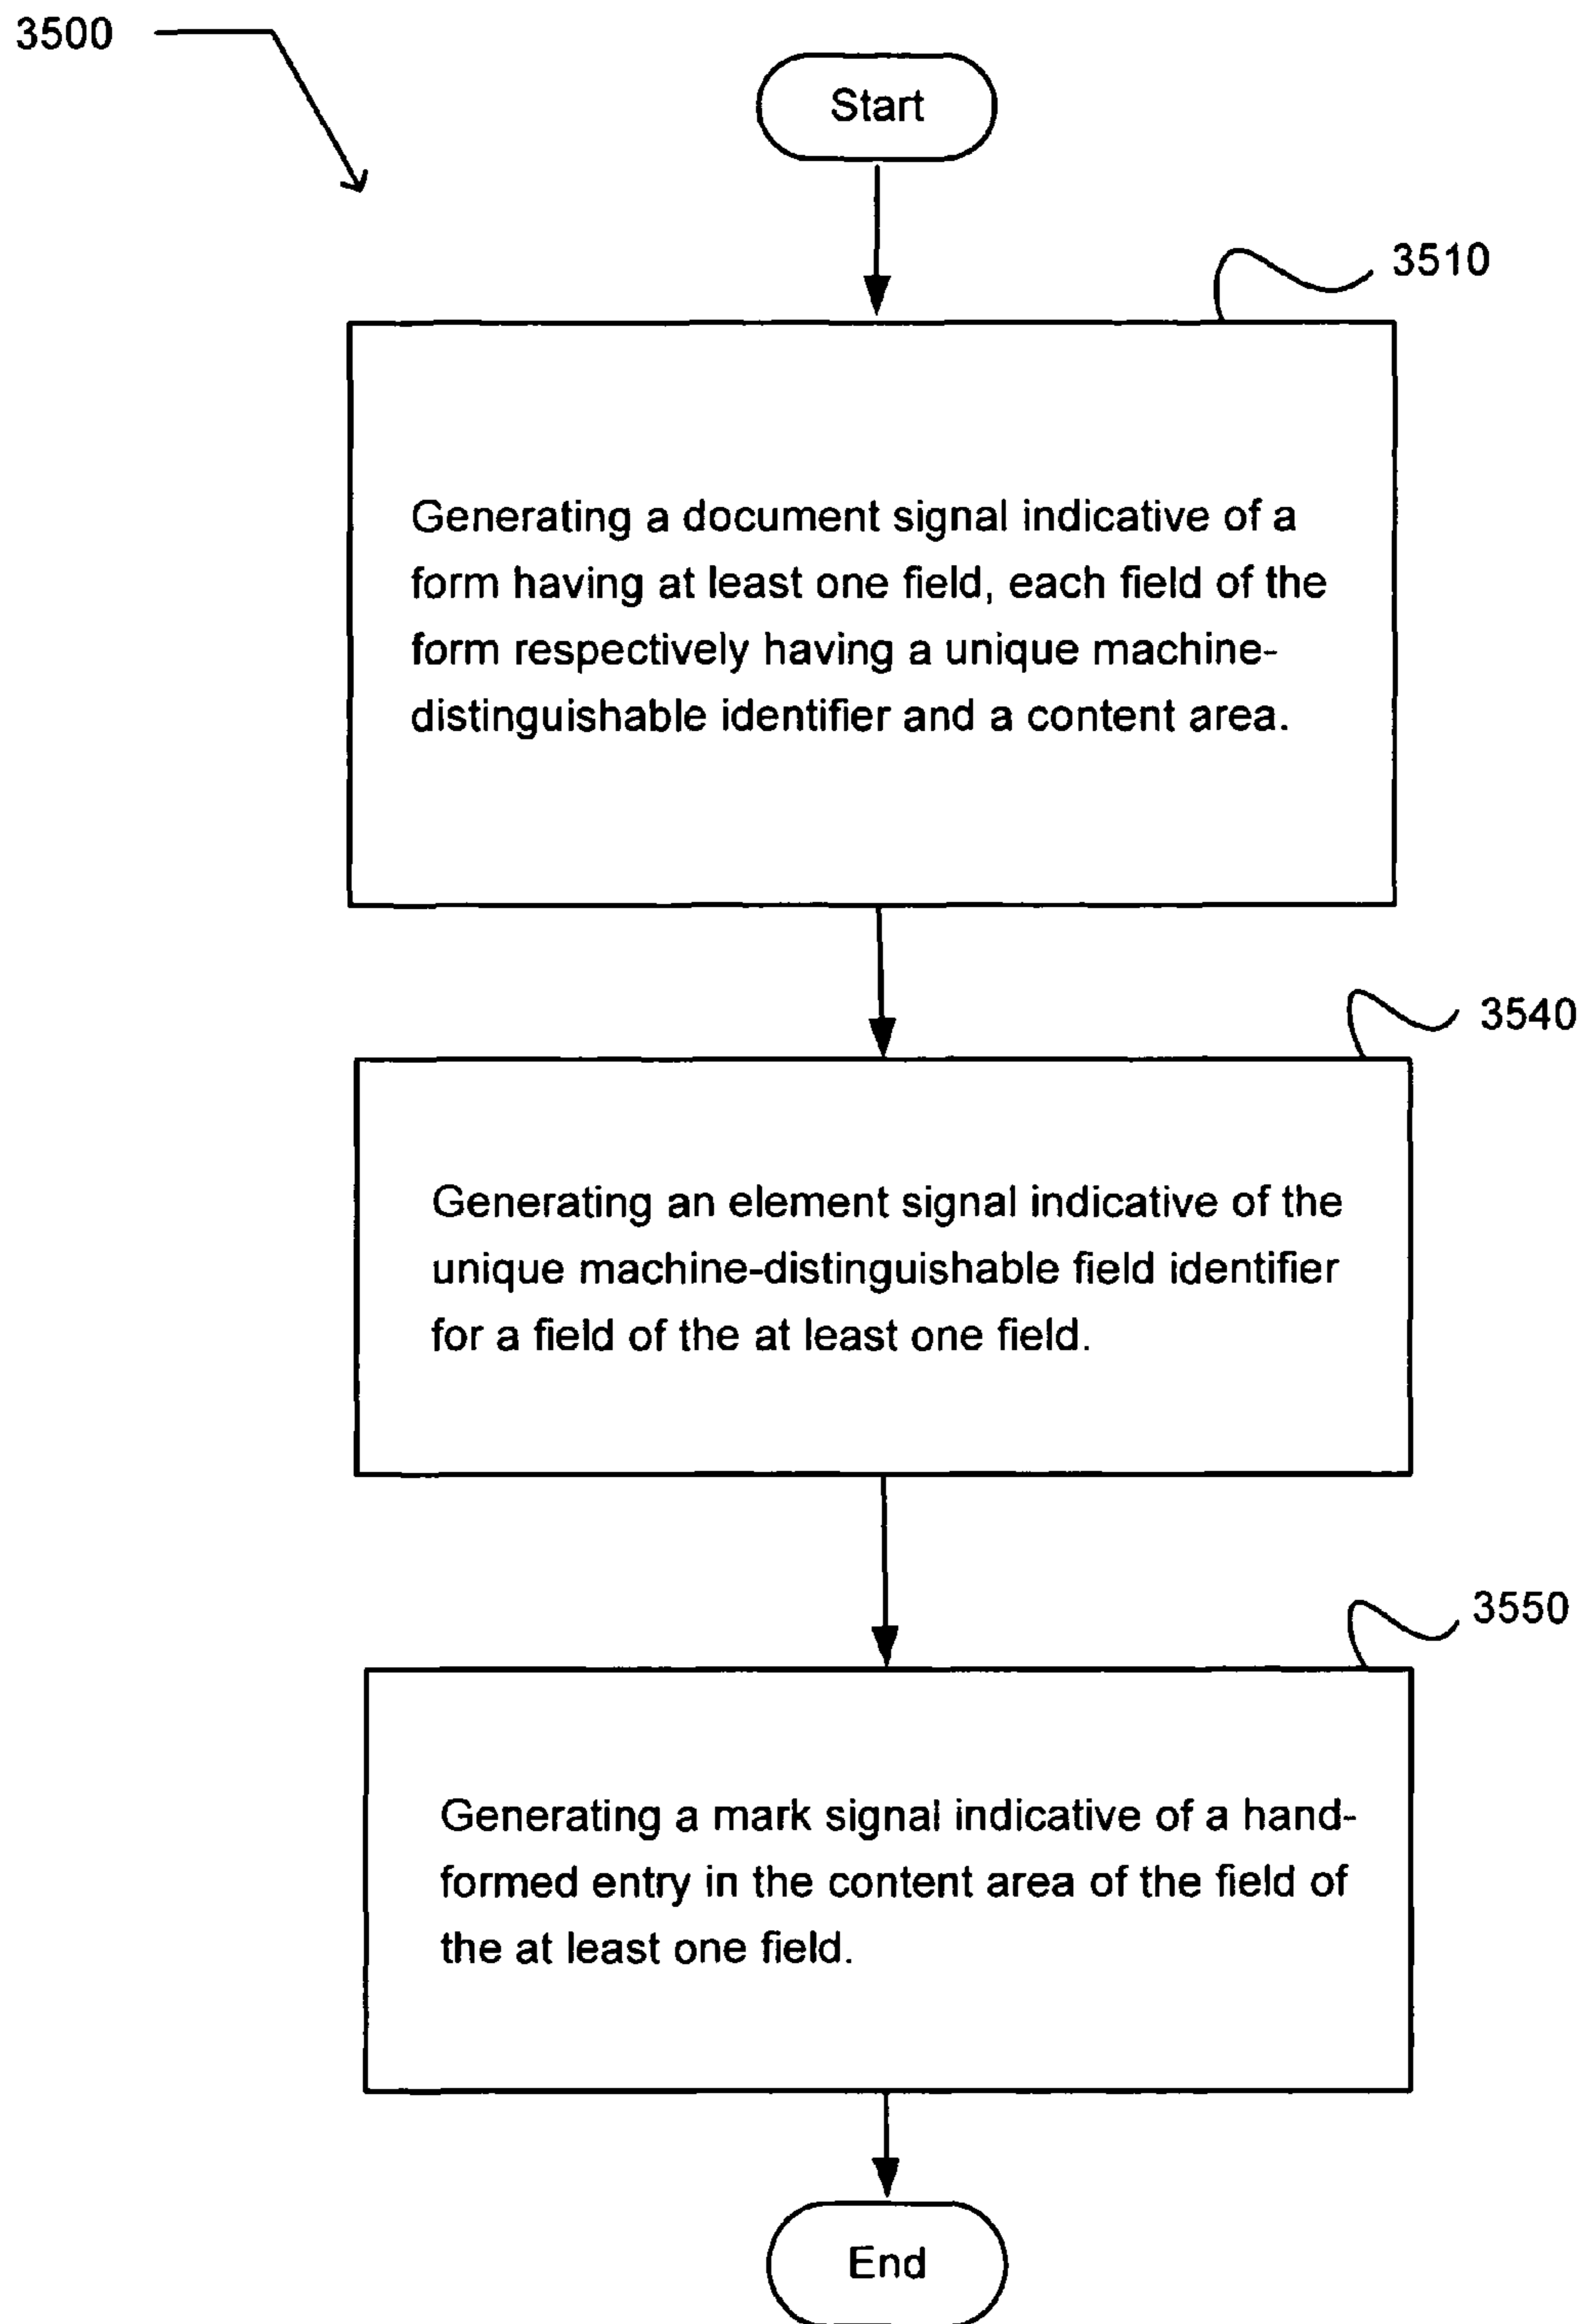 3500
Start
3510
Generating a document signal indicative of a
form having at least one field, each field of the
form respectively having a unique machine-
distinguishable identifier and a content area.
3540
Generating an element signal indicative of the
unique machine-distinguishable field identifier
for a field of the at least one field.
3550
Generating a mark signal indicative of a hand-
formed entry in the content area of the field of
the at least one field.
End